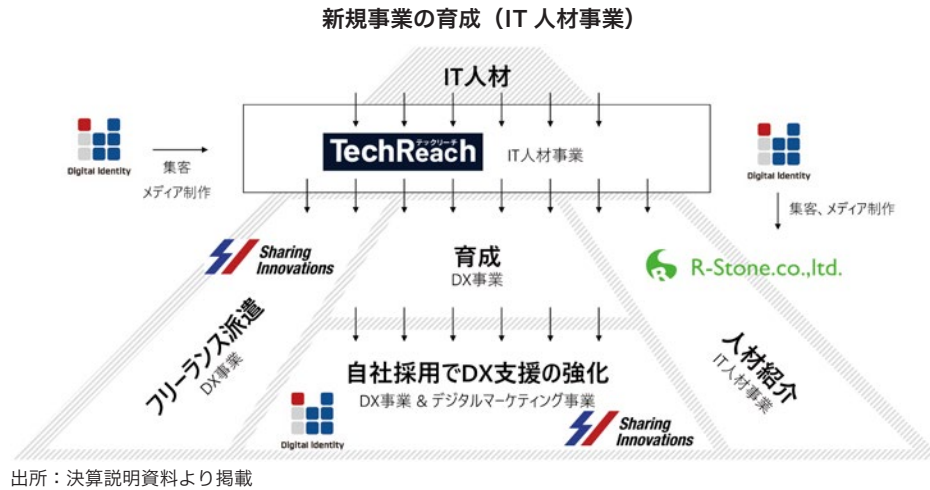 新規事業の育成（IT 人材事業）
IT人材
Digital Identity
集客
メディア制作
テックリーチ
TechReach
IT人材事業
Digital Identity
集客、メディア制作
Sharing
Innovations
フリーランス派遣
DX事業
育成
DX事業
R-Stone.co.,ltd.
人材紹介
IT人材事業
自社採用でDX支援の強化
DX事業 & デジタルマーケティング事業
Digital Identity
Sharing
Innovations
出所：決算説明資料より掲載